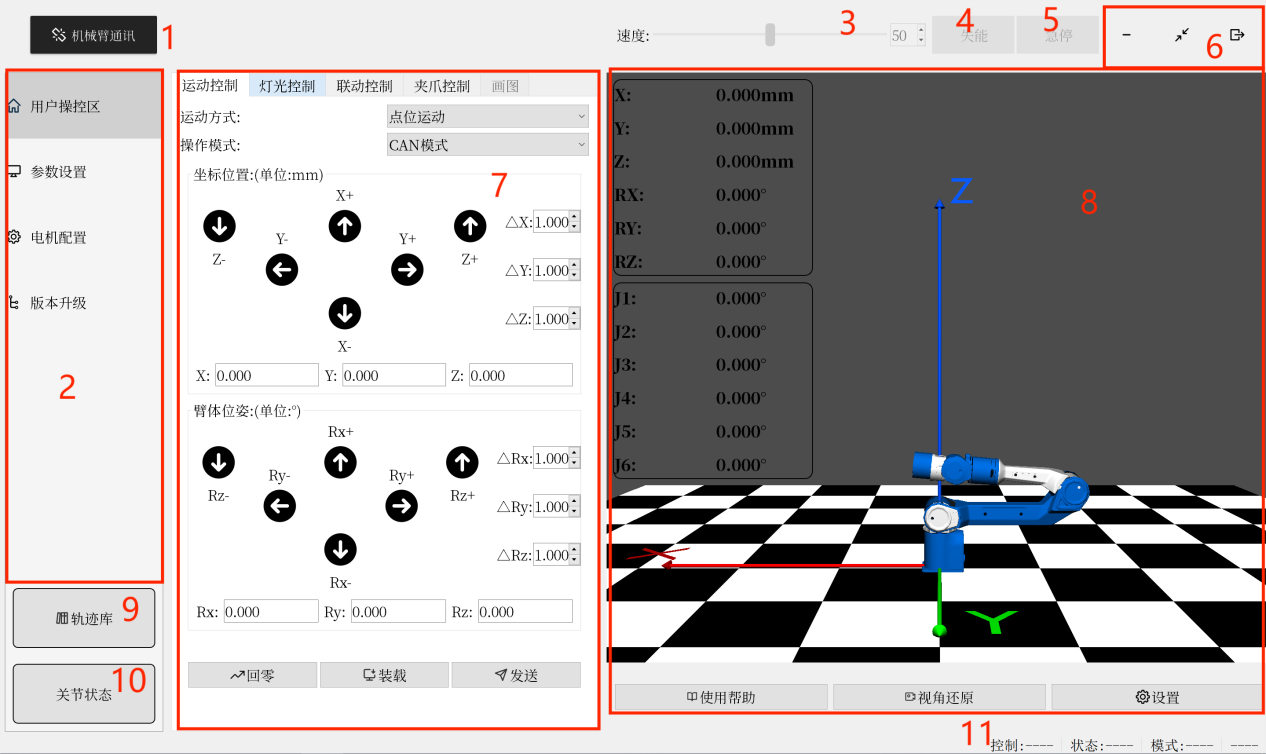 机械臂通讯 1
速度: 3 50 4 失能 5 急停 6
2
用户操控区
参数设置
电机配置
版本升级
轨迹库 9
关节状态 10
运动控制 灯光控制 联动控制 夹爪控制 画图
运动方式: 点位运动
操作模式: CAN模式
7
坐标位置:(单位:mm)
X+
Z- Y- Y+ Z+
X-
△X: 1.000
△Y: 1.000
△Z: 1.000
X: 0.000 Y: 0.000 Z: 0.000
臂体位姿:(单位:°)
Rx+
Rz- Ry- Ry+ Rz+
Rx-
△Rx: 1.000
△Ry: 1.000
△Rz: 1.000
Rx: 0.000 Ry: 0.000 Rz: 0.000
回零 装载 发送
8
X: 0.000mm
Y: 0.000mm
Z: 0.000mm
RX: 0.000°
RY: 0.000°
RZ: 0.000°
J1: 0.000°
J2: 0.000°
J3: 0.000°
J4: 0.000°
J5: 0.000°
J6: 0.000°
Z
X
Y
使用帮助 视角还原 设置
11
控制:---- 状态:---- 模式:---- ----